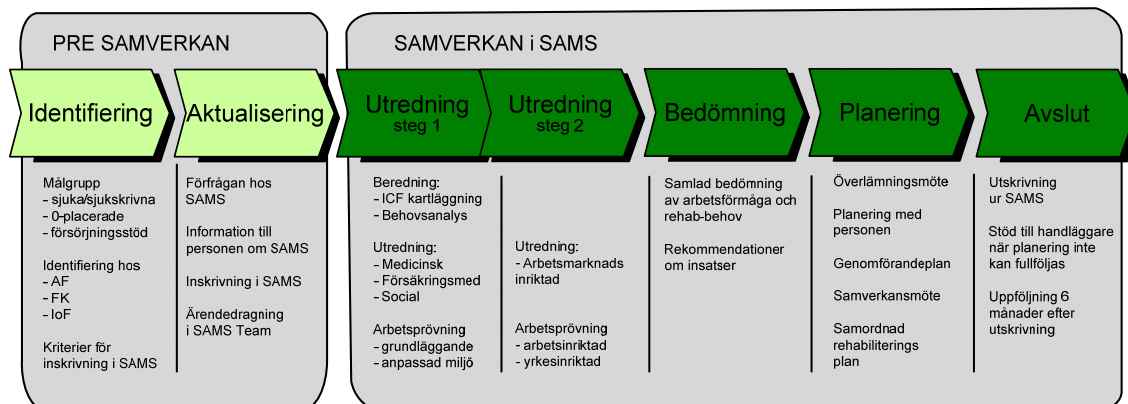 PRE SAMVERKAN
Identifiering
Målgrupp
- sjuka/sjukskrivna
- 0-placerade
- försörjningsstöd
Identifiering hos
- AF
- FK
- IoF
Kriterier för
inskrivning i SAMS
Aktualisering
Förfrågan hos
SAMS
Information till
personen om SAMS
Inskrivning i SAMS
Ärendedragning
i SAMS Team
SAMVERKAN i SAMS
Utredning
steg 1
Beredning:
- ICF kartläggning
- Behovsanalys
Utredning:
- Medicinsk
- Försäkringsmed
- Social
Arbetsprövning
- grundläggande
- anpassad miljö
Utredning
steg 2
Utredning:
- Arbetsmarknads
inriktad
Arbetsprövning
- arbetsinriktad
- yrkesinriktad
Bedömning
Samlad bedömning
av arbetsförmåga och
rehab-behov
Rekommendationer
om insatser
Planering
Överlämningsmöte
Planering med
personen
Genomförandeplan
Samverkansmöte
Samordnad
rehabiliterings
plan
Avslut
Utskrivning
ur SAMS
Stöd till handläggare
när planering inte
kan fullföljas
Uppföljning 6
månader efter
utskrivning